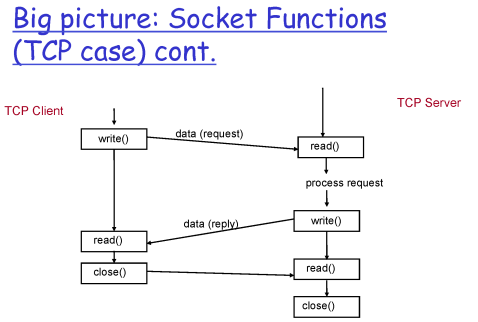 Big picture: Socket Functions
(TCP case) cont.
TCP Client
TCP Server
write()
data (request)
read()
process request
write()
data (reply)
read()
close()
read()
close()